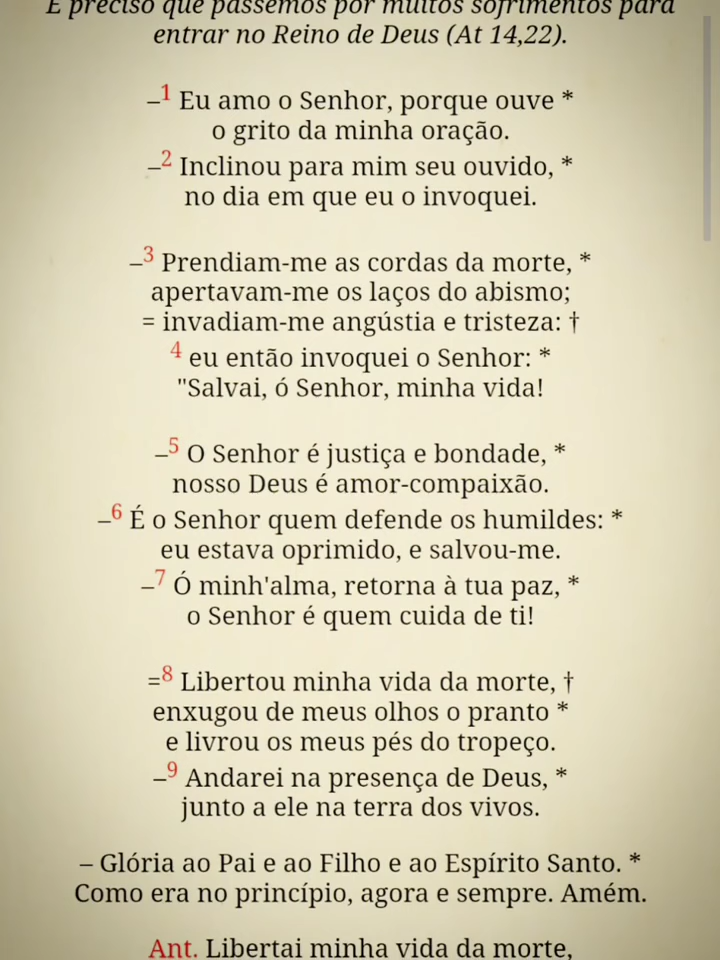 É preciso que passemos por muitos sofrimentos para
entrar no Reino de Deus (At 14,22).
–1 Eu amo o Senhor, porque ouve *
o grito da minha oração.
–2 Inclinou para mim seu ouvido, *
no dia em que eu o invoquei.
–3 Prendiam-me as cordas da morte, *
apertavam-me os laços do abismo;
= invadiam-me angústia e tristeza: †
4 eu então invoquei o Senhor: *
"Salvai, ó Senhor, minha vida!
–5 O Senhor é justiça e bondade, *
nosso Deus é amor-compaixão.
–6 É o Senhor quem defende os humildes: *
eu estava oprimido, e salvou-me.
–7 Ó minh'alma, retorna à tua paz, *
o Senhor é quem cuida de ti!
=8 Libertou minha vida da morte, †
enxugou de meus olhos o pranto *
e livrou os meus pés do tropeço.
–9 Andarei na presença de Deus, *
junto a ele na terra dos vivos.
– Glória ao Pai e ao Filho e ao Espírito Santo. *
Como era no princípio, agora e sempre. Amém.
Ant. Libertai minha vida da morte,